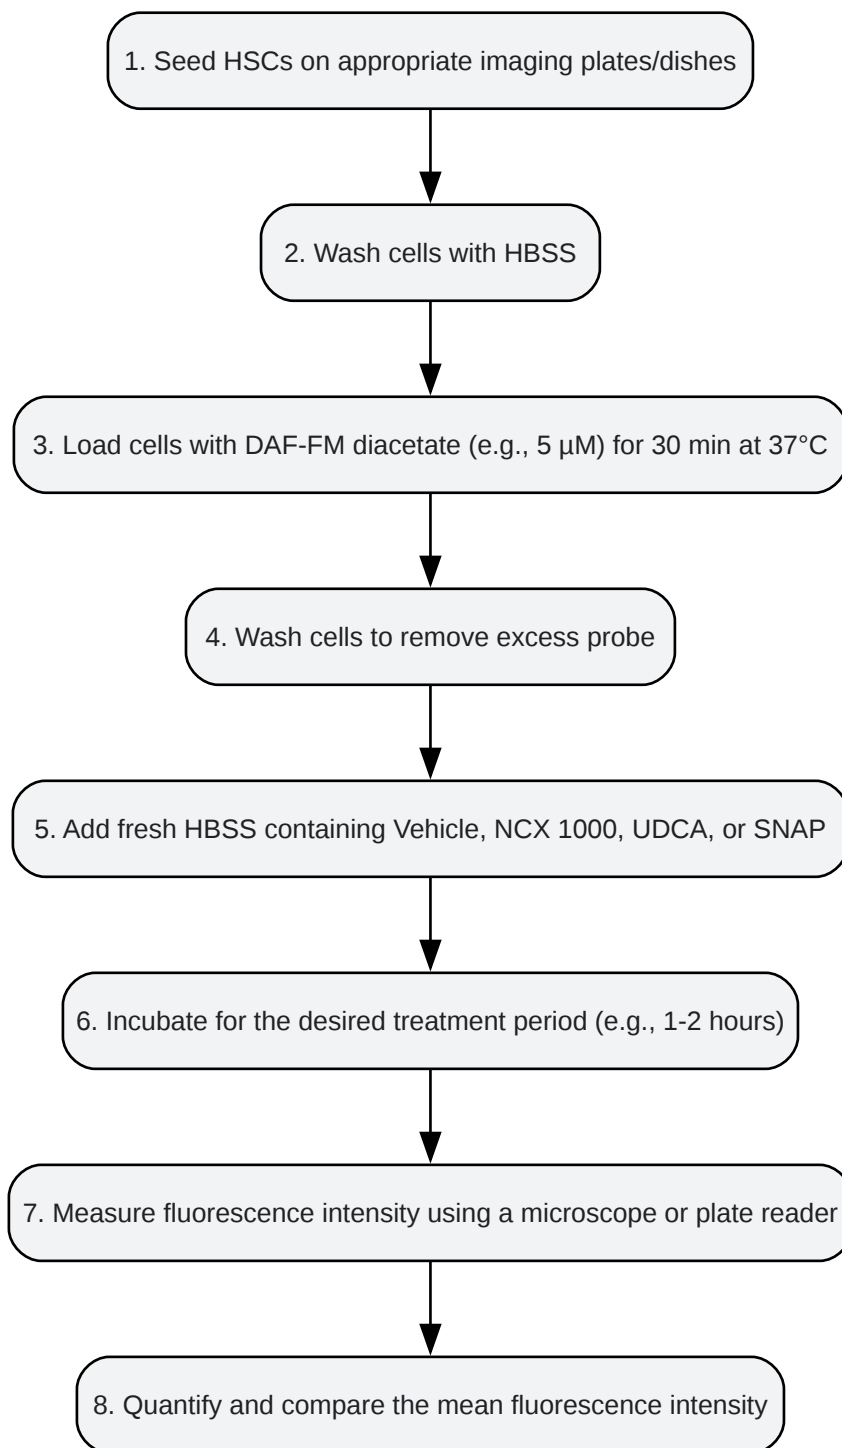 1. Seed HSCs on appropriate imaging plates/dishes
2. Wash cells with HBSS
3. Load cells with DAF-FM diacetate (e.g., 5 µM) for 30 min at 37°C
4. Wash cells to remove excess probe
5. Add fresh HBSS containing Vehicle, NCX 1000, UDCA, or SNAP
6. Incubate for the desired treatment period (e.g., 1-2 hours)
7. Measure fluorescence intensity using a microscope or plate reader
8. Quantify and compare the mean fluorescence intensity